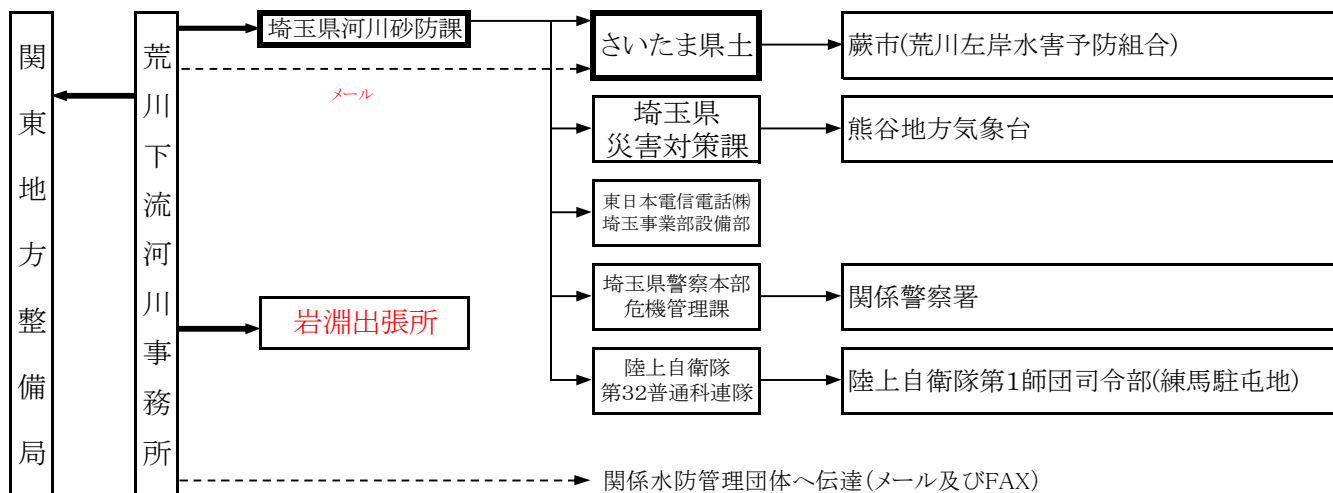 関東地方整備局
荒川下流河川事務所
埼玉県河川砂防課
メール
岩淵出張所
さいたま県土
蕨市(荒川左岸水害予防組合)
埼玉県
災害対策課
熊谷地方気象台
東日本電信電話㈱
埼玉事業部設備部
埼玉県警察本部
危機管理課
関係警察署
陸上自衛隊
第32普通科連隊
陸上自衛隊第1師団司令部(練馬駐屯地)
関係水防管理団体へ伝達(メール及びFAX)